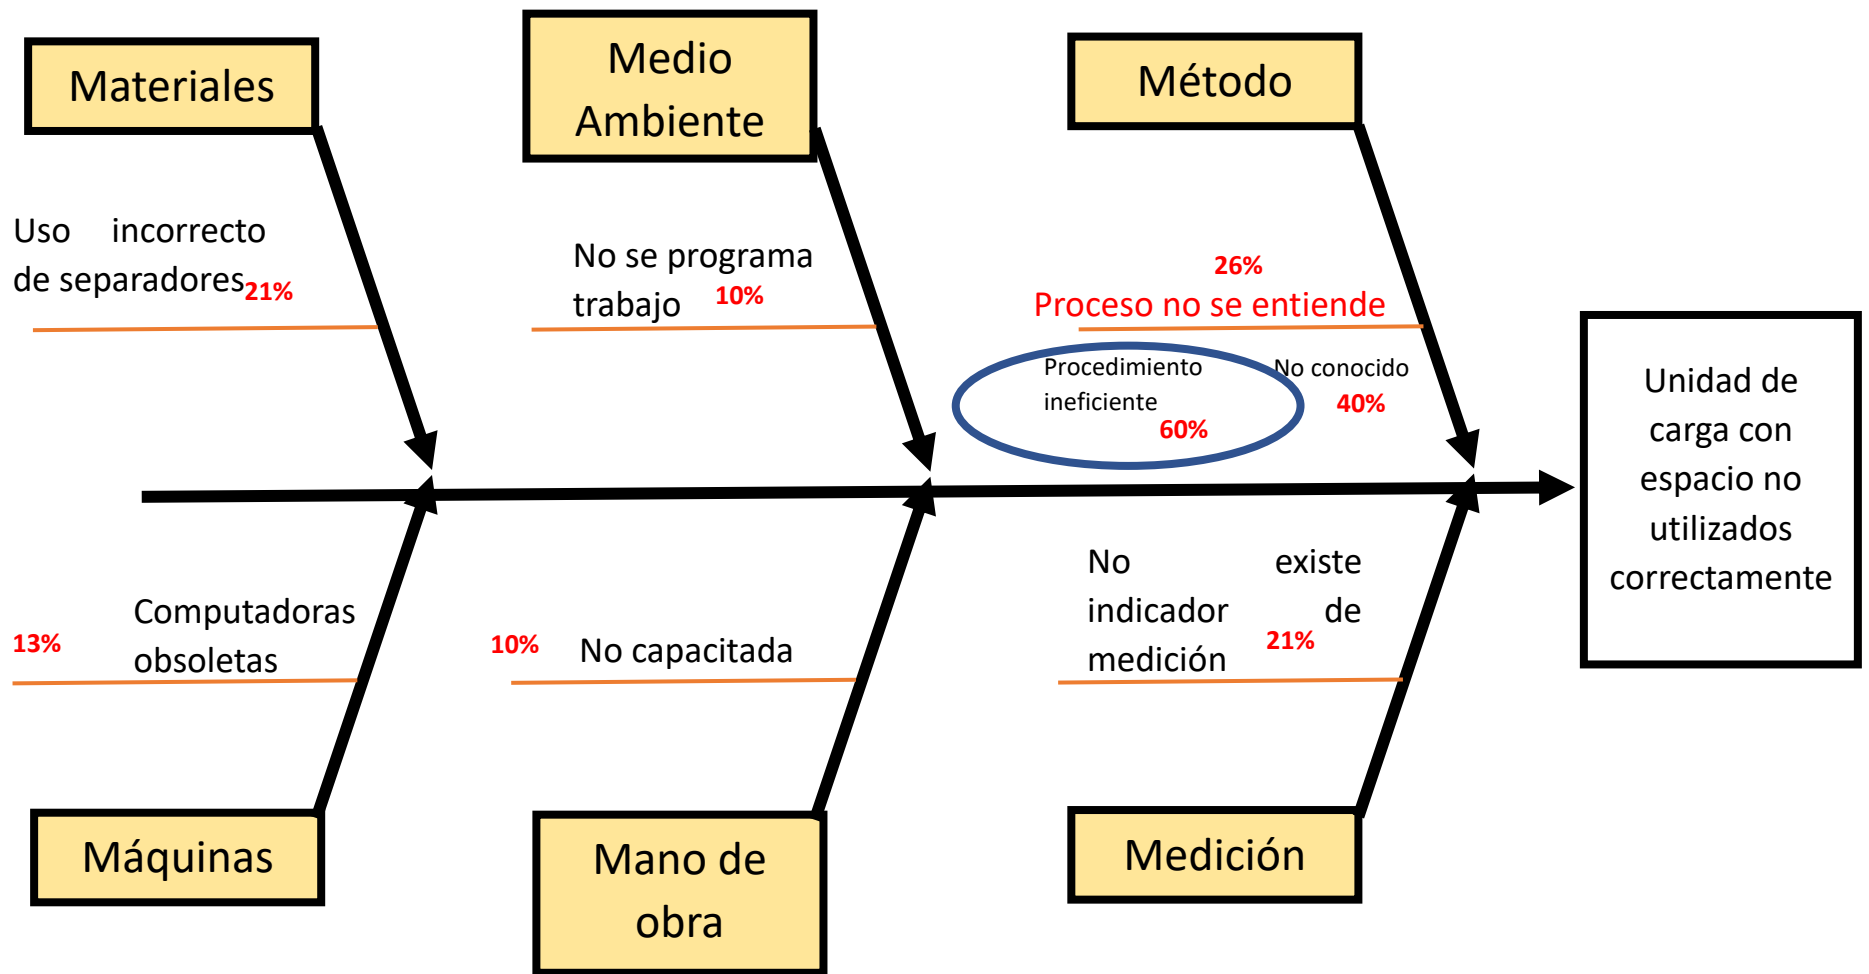 Materiales
Medio
Ambiente
Método
Uso incorrecto
de separadores 21%
No se programa
trabajo 10%
26%
Proceso no se entiende
Procedimiento
ineficiente
60%
No conocido
40%
Unidad de
carga con
espacio no
utilizados
correctamente
13%
Computadoras
obsoletas
10% No capacitada
No existe
indicador de
medición 21%
Máquinas
Mano de
obra
Medición